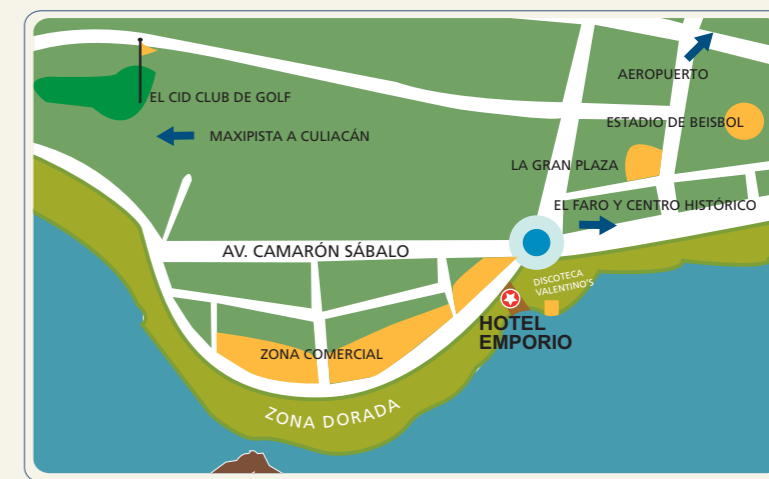 AEROPUERTO
EL CID CLUB DE GOLF
ESTADIO DE BEISBOL
MAXIPISTA A CULIACÁN
LA GRAN PLAZA
EL FARO Y CENTRO HISTÓRICO
AV. CAMARÓN SÁBALO
DISCOTECA
VALENTINO'S
HOTEL
EMPORIO
ZONA COMERCIAL
ZONA DORADA